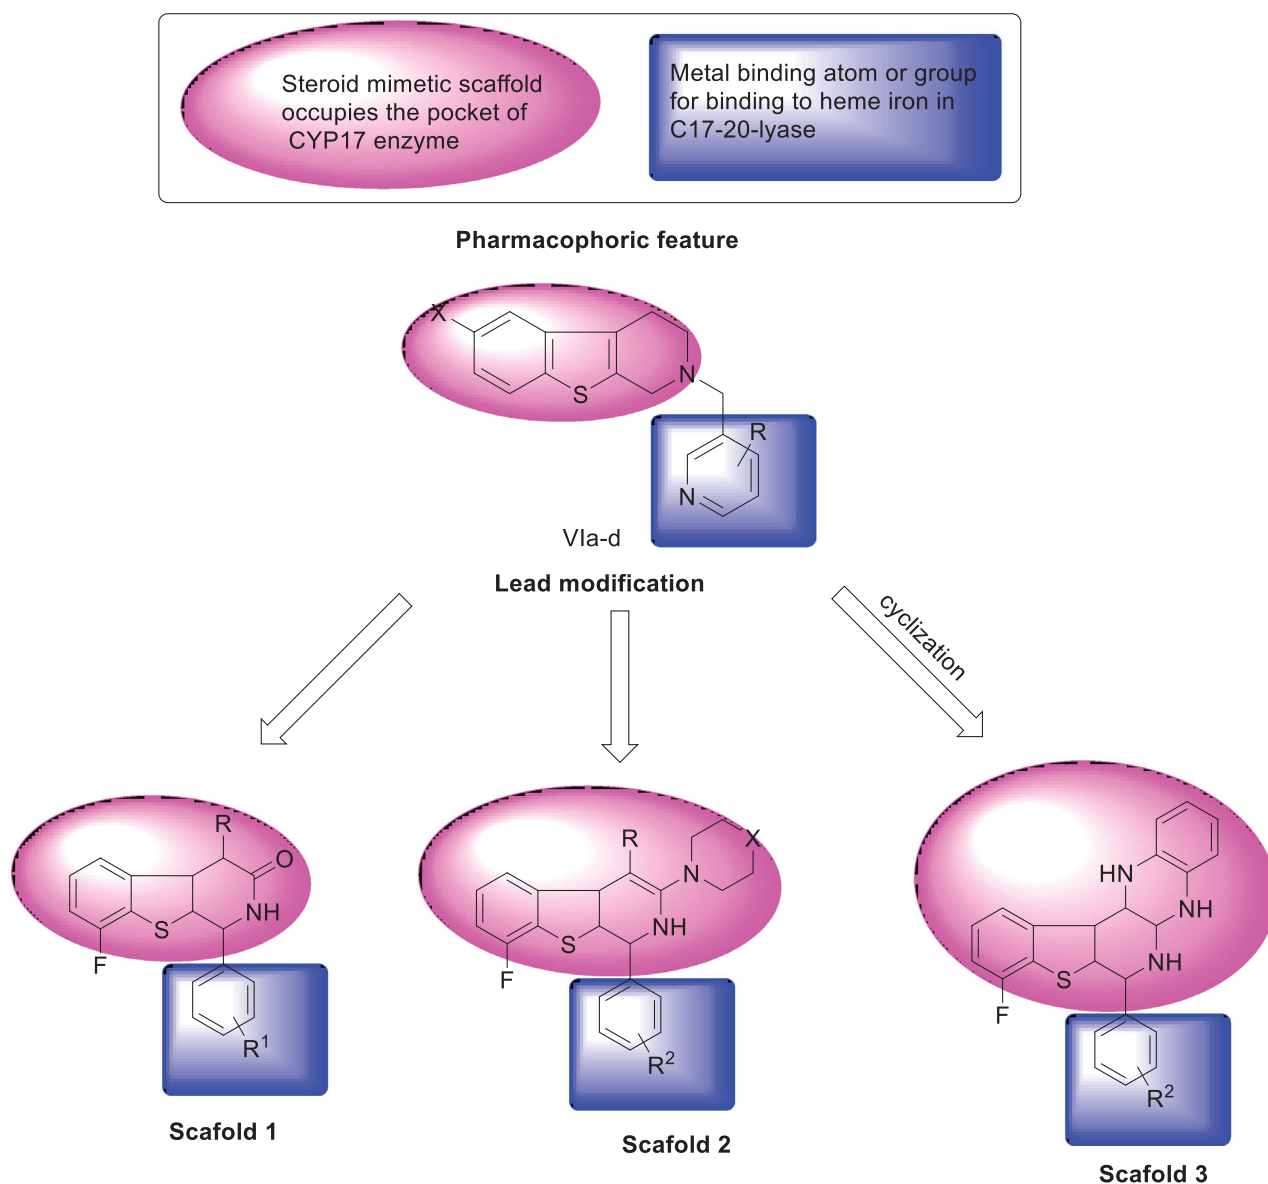 Steroid mimetic scaffold
occupies the pocket of
CYP17 enzyme
Metal binding atom or group
for binding to heme iron in
C17-20-lyase
Pharmacophoric feature
X
S
N
R
N
VIa-d
Lead modification
cyclization
R
O
NH
S
F
R1
Scafold 1
R
X
N
NH
S
F
R2
Scafold 2
HN
NH
NH
S
F
R2
Scafold 3